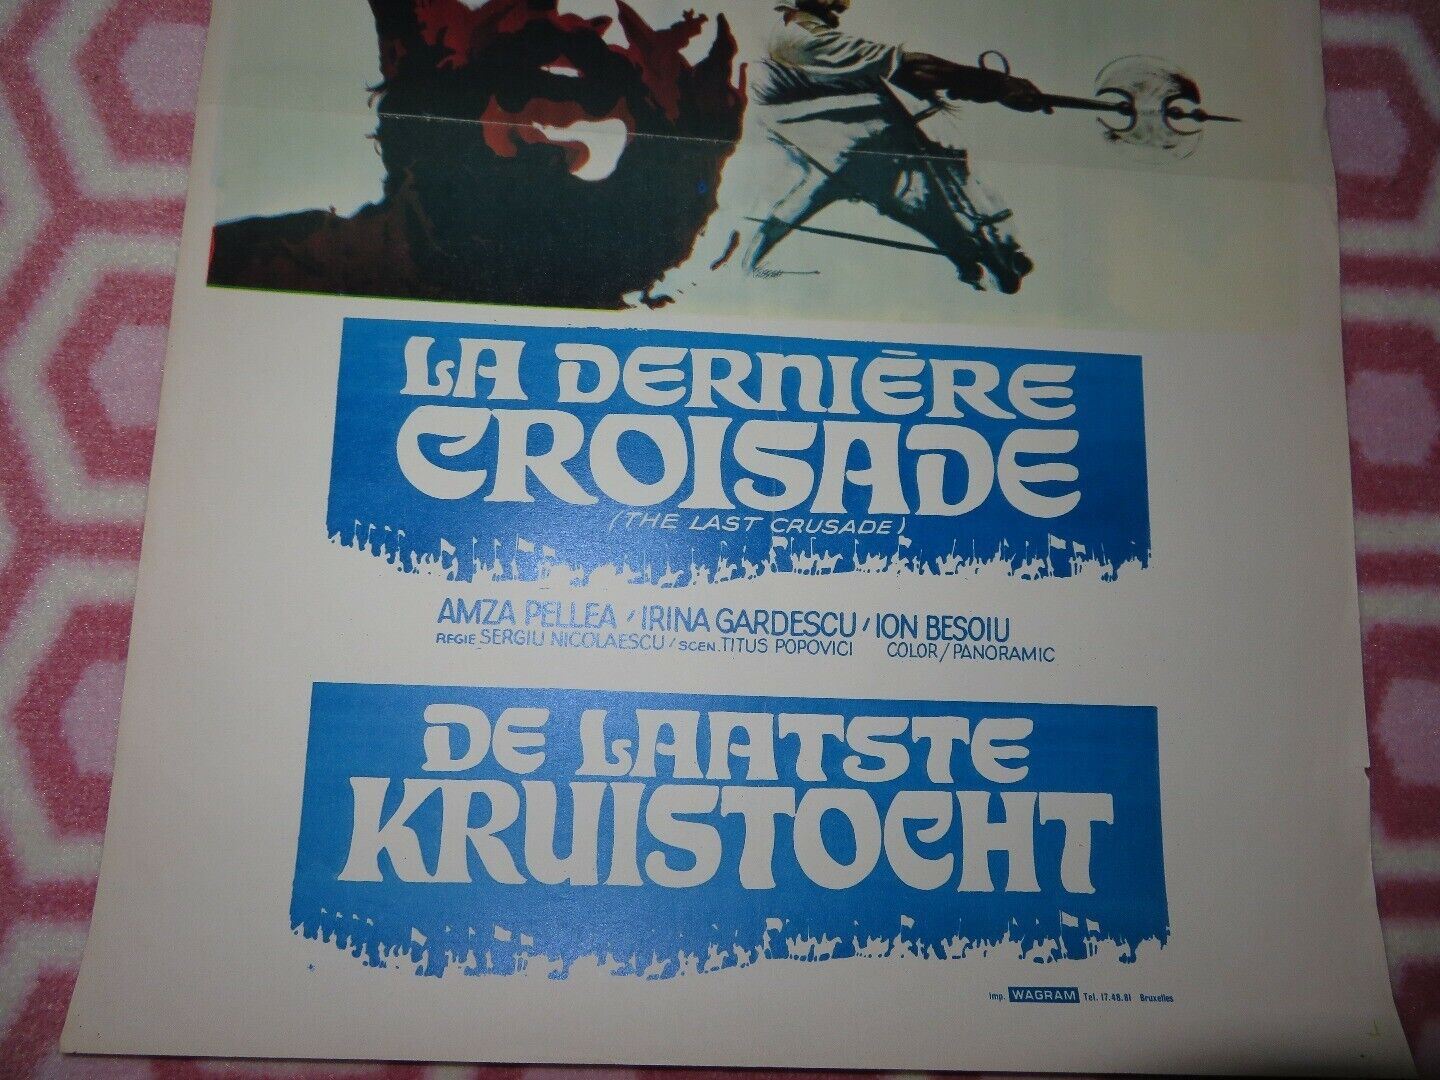 LA DERNIÈRE
CROISADE
(THE LAST CRUSADE)
AMZA PELLEA / IRINA GARDESCU / ION BESOIU
REGIE SERGIU NICOLAESCU / SCEN. TITUS POPOVICI COLOR/PANORAMIC
DE LAATSTE
KRUISTOCHT
Imp. WAGRAM Tel. 17.48.81 Bruxelles